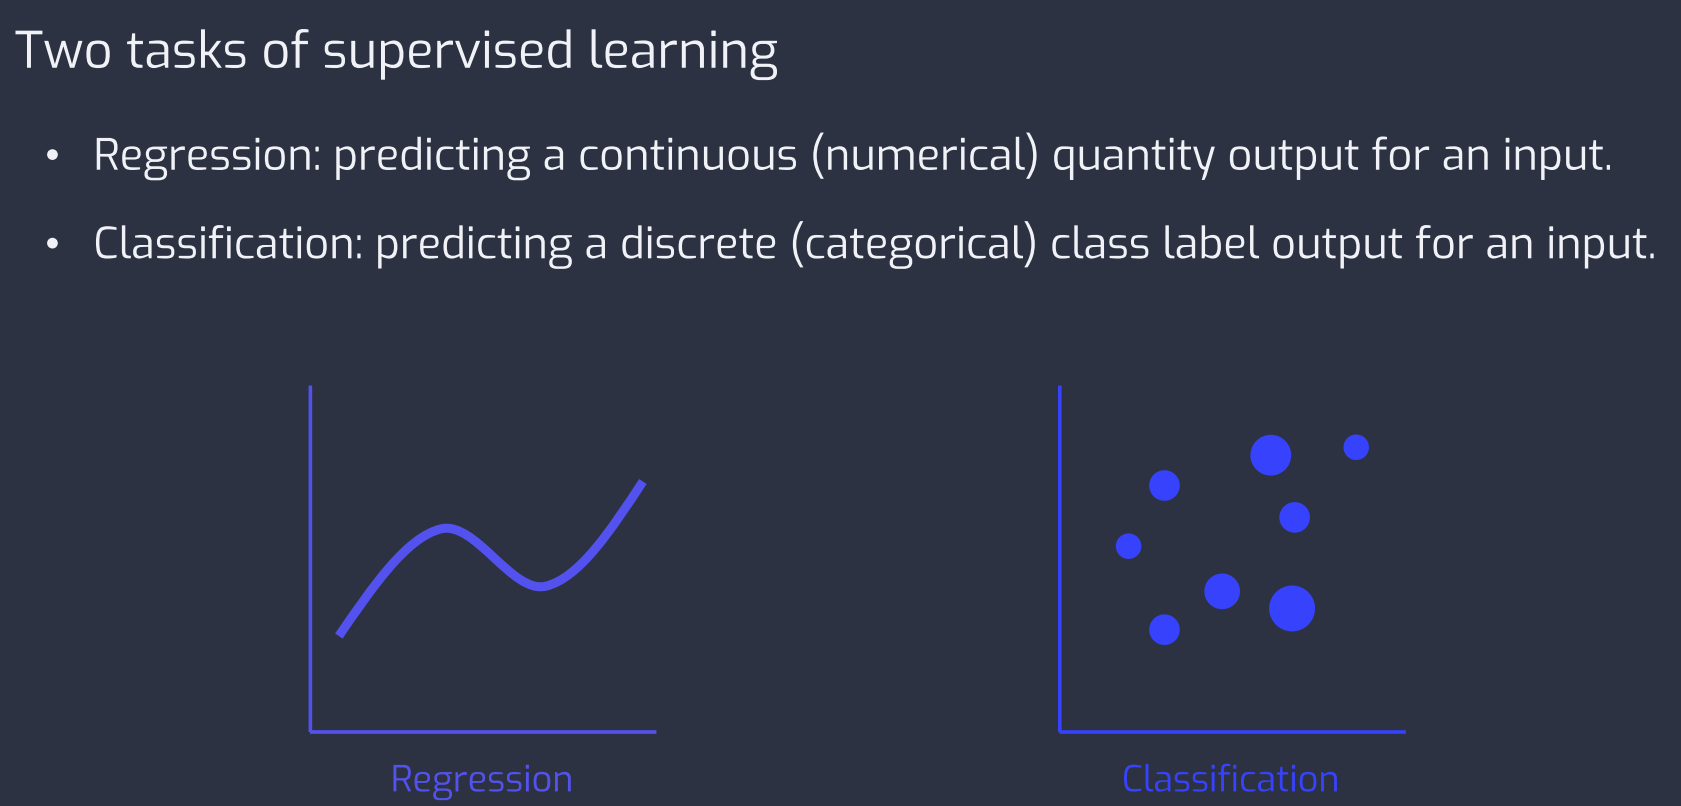 Two tasks of supervised learning
• Regression: predicting a continuous (numerical) quantity output for an input.
• Classification: predicting a discrete (categorical) class label output for an input.
Regression
Classification